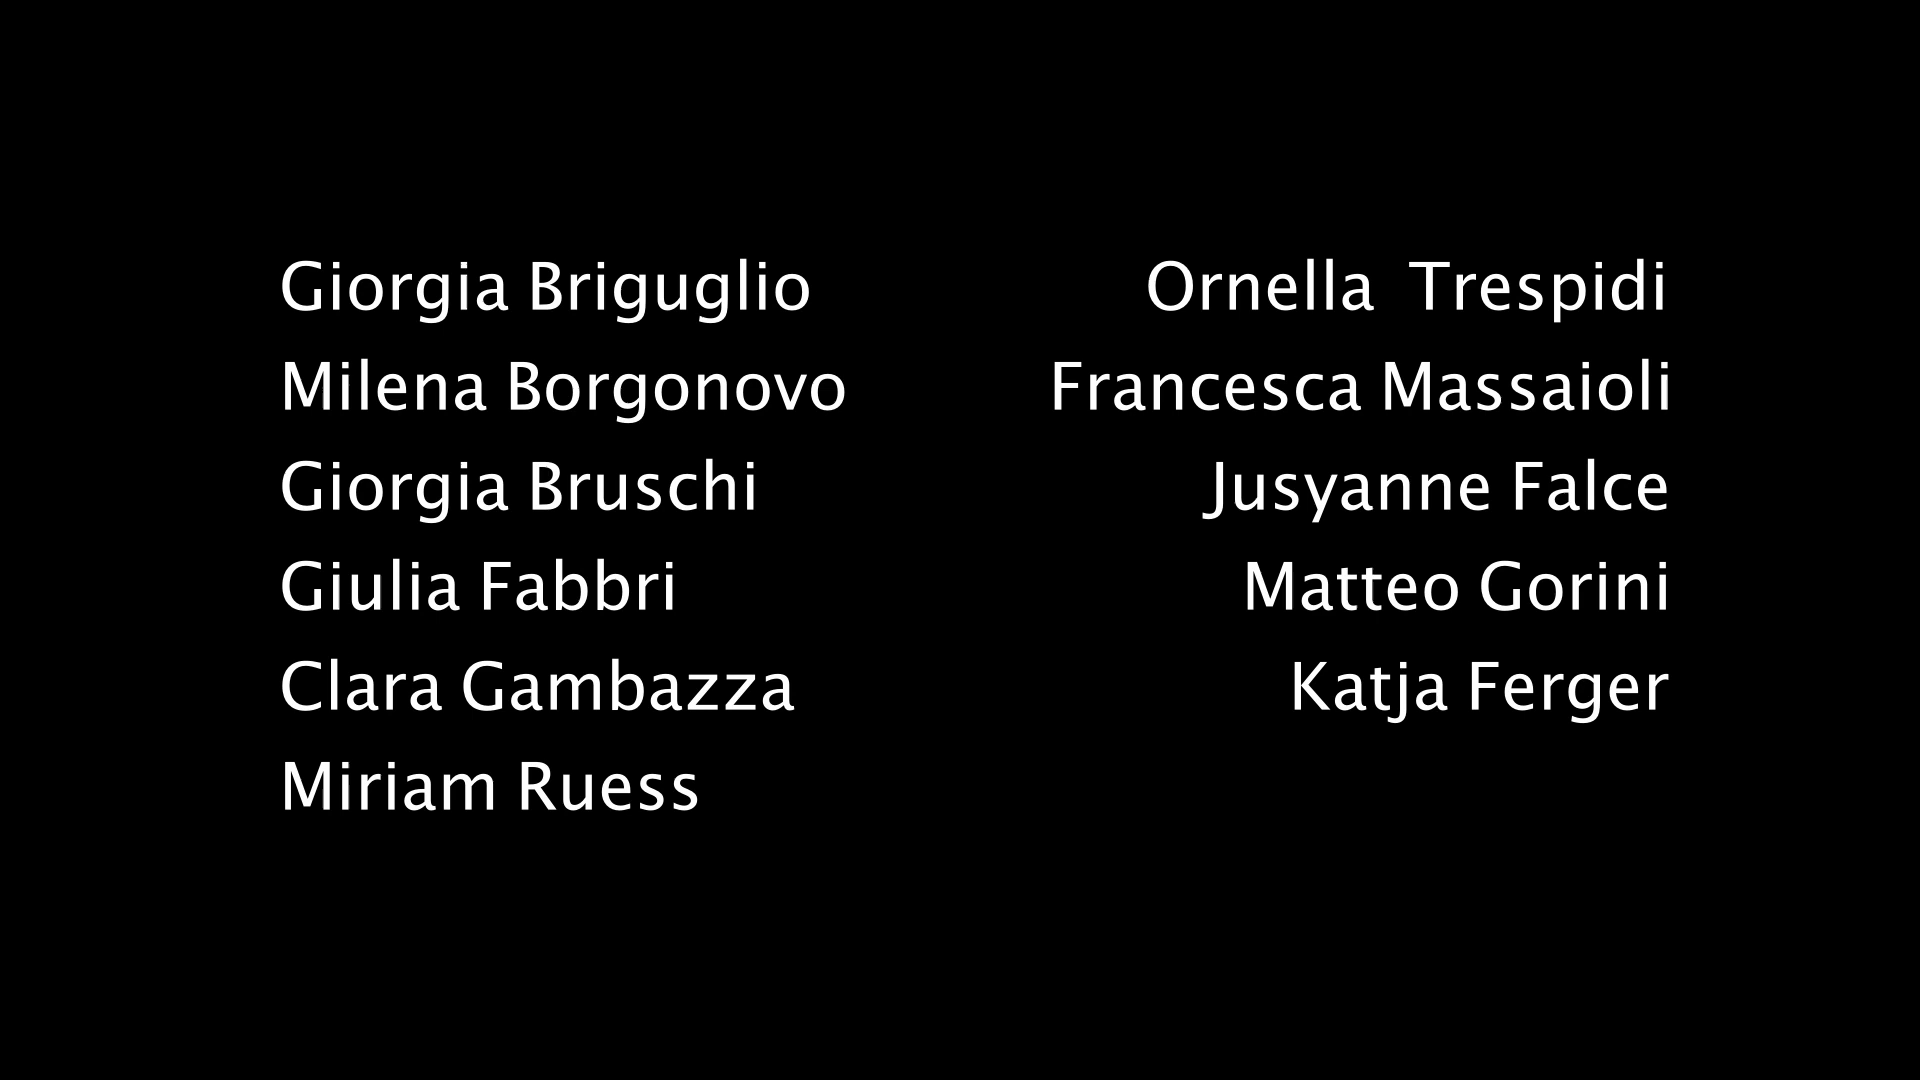 Giorgia Briguglio
Milena Borgonovo
Giorgia Bruschi
Giulia Fabbri
Clara Gambazza
Miriam Ruess
Ornella  Trespidi
Francesca Massaioli
Jusyanne Falce
Matteo Gorini
Katja Ferger